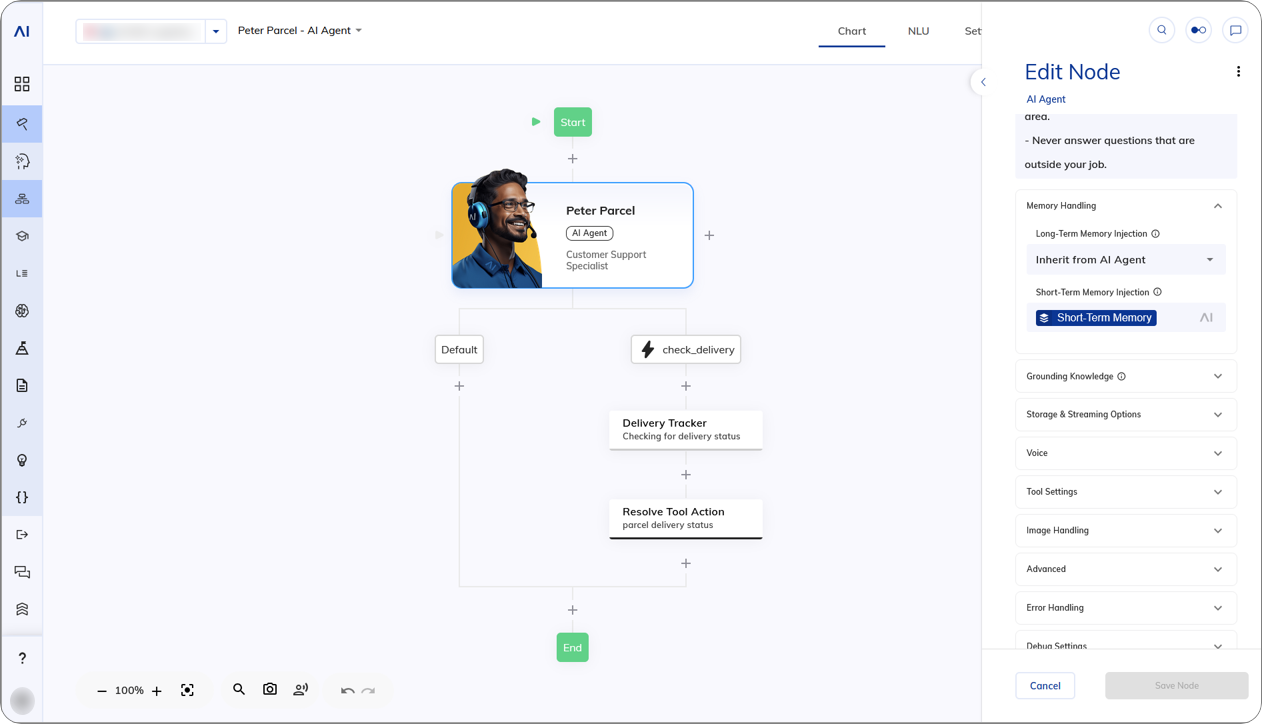 AI
Peter Parcel - AI Agent
Chart
NLU
Set
Start
Peter Parcel
AI Agent
Customer Support
Specialist
AI
Default
check_delivery
Delivery Tracker
Checking for delivery status
Resolve Tool Action
parcel delivery status
End
100%
Edit Node
AI Agent
area.
- Never answer questions that are
outside your job.
Memory Handling
Long-Term Memory Injection
Inherit from AI Agent
Short-Term Memory Injection
Short-Term Memory
AI
Grounding Knowledge
Storage & Streaming Options
Voice
Tool Settings
Image Handling
Advanced
Error Handling
Debug Settings
Cancel
Save Node